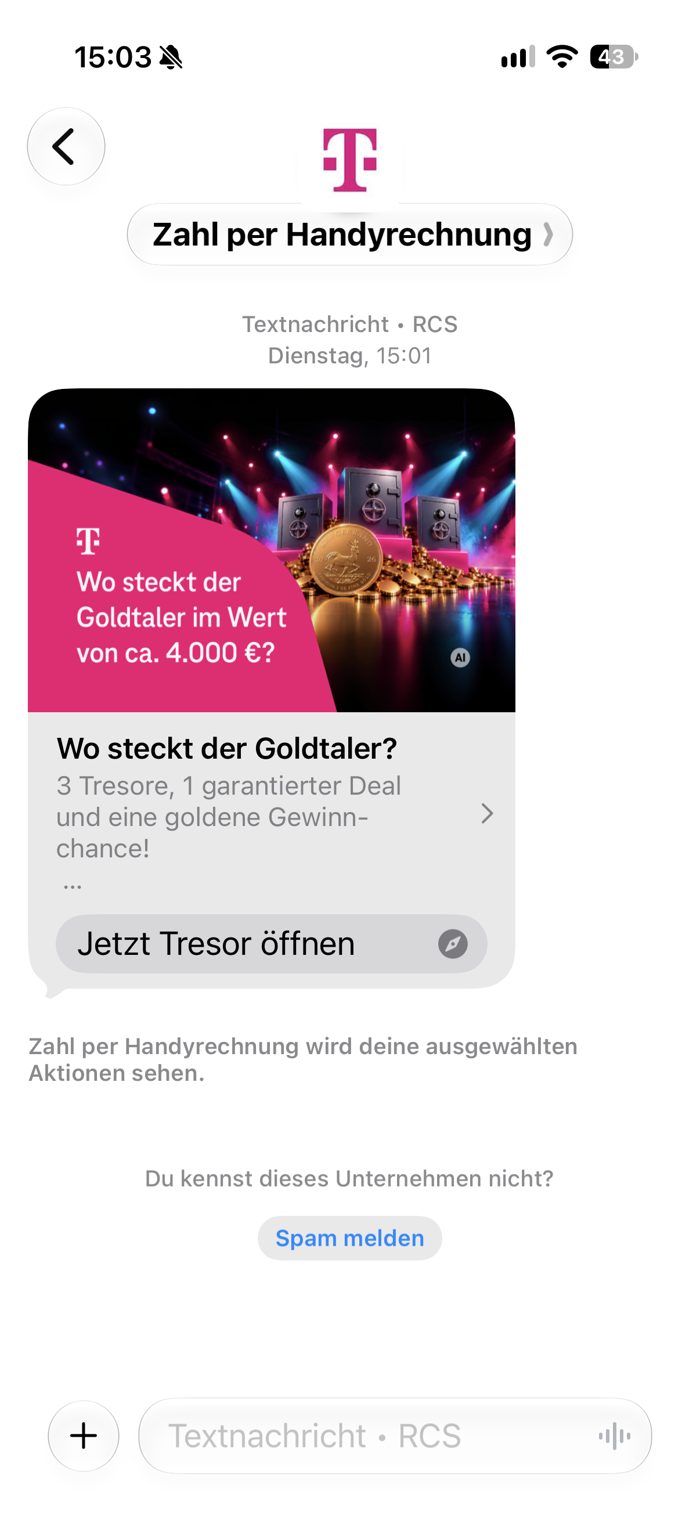 15:03
43
Zahl per Handyrechnung
Textnachricht • RCS
Dienstag, 15:01
T
Wo steckt der
Goldtaler im Wert
von ca. 4.000 €?
AI
Wo steckt der Goldtaler?
3 Tresore, 1 garantierter Deal
und eine goldene Gewinn-
chance!
...
Jetzt Tresor öffnen
Zahl per Handyrechnung wird deine ausgewählten
Aktionen sehen.
Du kennst dieses Unternehmen nicht?
Spam melden
Textnachricht • RCS